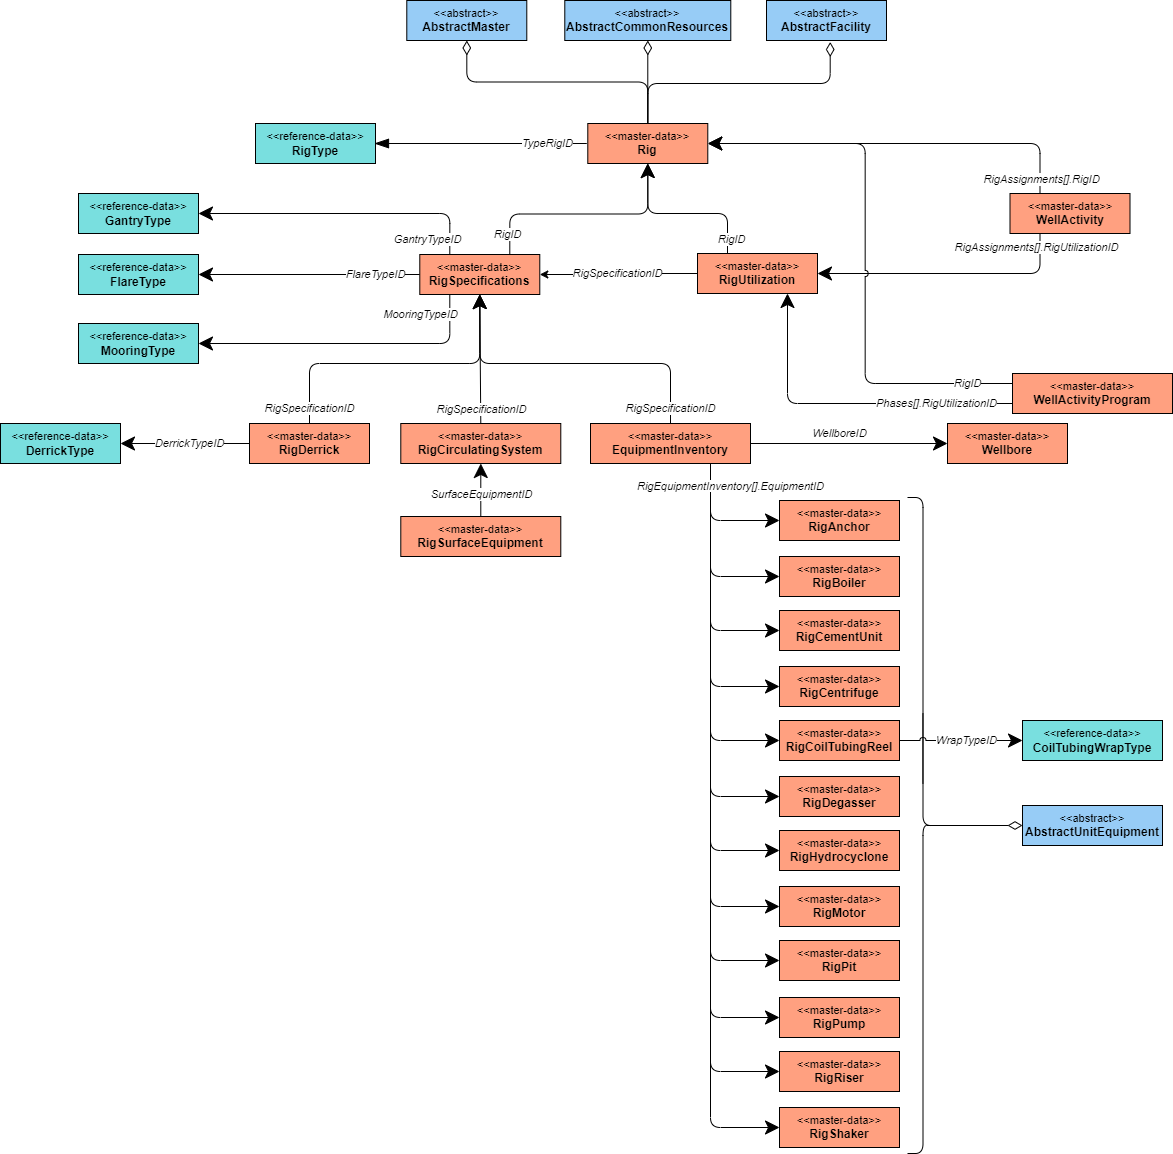 <<abstract>>
AbstractMaster
<<abstract>>
AbstractCommonResources
<<abstract>>
AbstractFacility
<<reference-data>>
RigType
TypeRigID
<<master-data>>
Rig
RigAssignments[].RigID
<<reference-data>>
GantryType
GantryTypeID
RigID
RigID
<<master-data>>
WellActivity
RigAssignments[].RigUtilizationID
<<reference-data>>
FlareType
FlareTypeID
<<master-data>>
RigSpecifications
RigSpecificationID
<<master-data>>
RigUtilization
MooringTypeID
<<reference-data>>
MooringType
RigID
Phases[].RigUtilizationID
<<master-data>>
WellActivityProgram
RigSpecificationID
RigSpecificationID
RigSpecificationID
<<reference-data>>
DerrickType
DerrickTypeID
<<master-data>>
RigDerrick
<<master-data>>
RigCirculatingSystem
<<master-data>>
EquipmentInventory
WellboreID
<<master-data>>
Wellbore
SurfaceEquipmentID
RigEquipmentInventory[].EquipmentID
<<master-data>>
RigSurfaceEquipment
<<master-data>>
RigAnchor
<<master-data>>
RigBoiler
<<master-data>>
RigCementUnit
<<master-data>>
RigCentrifuge
<<master-data>>
RigCoilTubingReel
WrapTypeID
<<reference-data>>
CoilTubingWrapType
<<master-data>>
RigDegasser
<<abstract>>
AbstractUnitEquipment
<<master-data>>
RigHydrocyclone
<<master-data>>
RigMotor
<<master-data>>
RigPit
<<master-data>>
RigPump
<<master-data>>
RigRiser
<<master-data>>
RigShaker